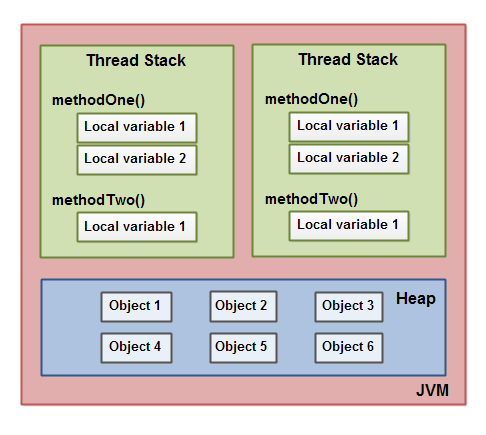 Thread Stack
methodOne()
Local variable 1
Local variable 2
methodTwo()
Local variable 1
Thread Stack
methodOne()
Local variable 1
Local variable 2
methodTwo()
Local variable 1
Heap
Object 1 Object 2 Object 3
Object 4 Object 5 Object 6
JVM